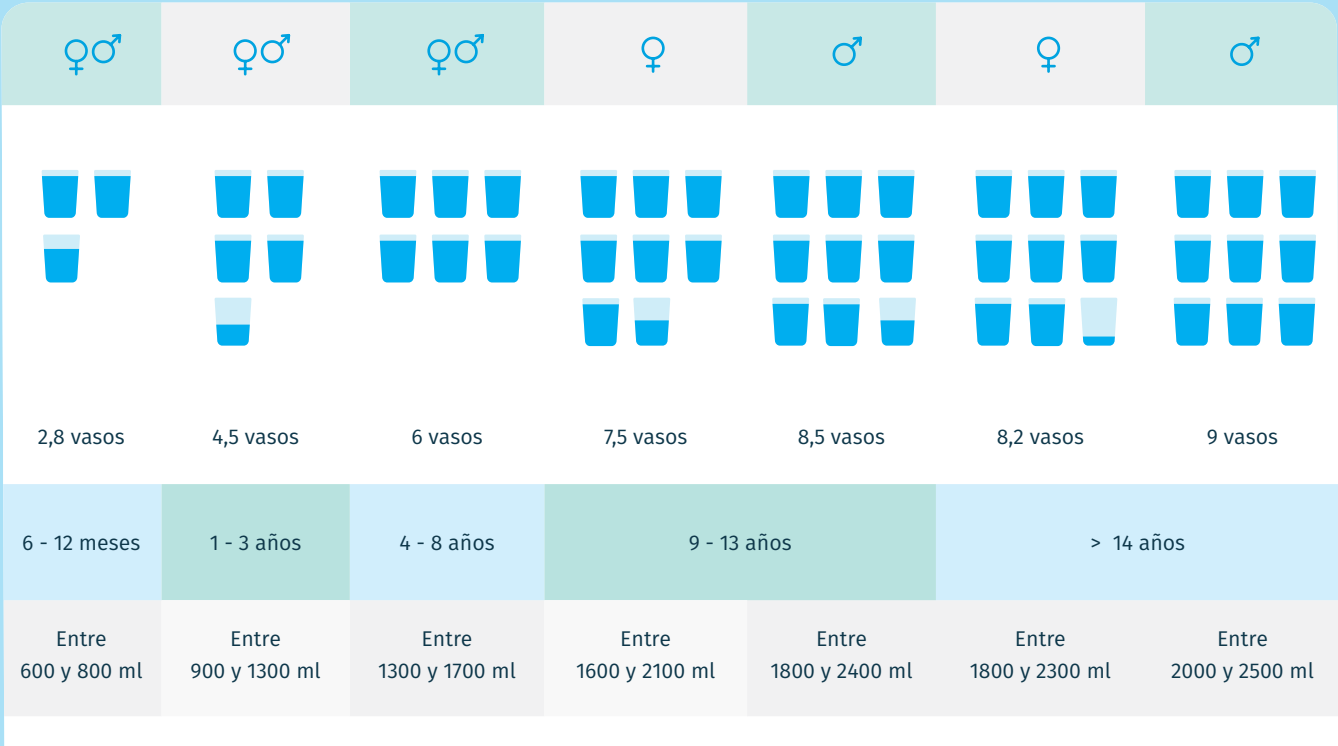 2,8 vasos
4,5 vasos
6 vasos
7,5 vasos
8,5 vasos
8,2 vasos
9 vasos
6 - 12 meses
1 - 3 años
4 - 8 años
9 - 13 años
> 14 años
Entre
600 y 800 ml
Entre
900 y 1300 ml
Entre
1300 y 1700 ml
Entre
1600 y 2100 ml
Entre
1800 y 2400 ml
Entre
1800 y 2300 ml
Entre
2000 y 2500 ml